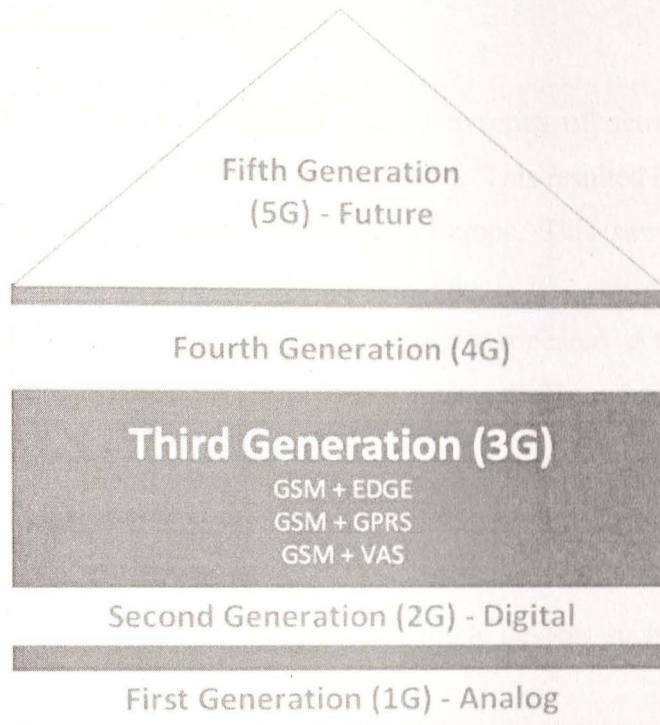 Fifth Generation
(5G) - Future
Fourth Generation (4G)
Third Generation (3G)
GSM + EDGE
GSM + GPRS
GSM + VAS
Second Generation (2G) - Digital
First Generation (1G) - Analog